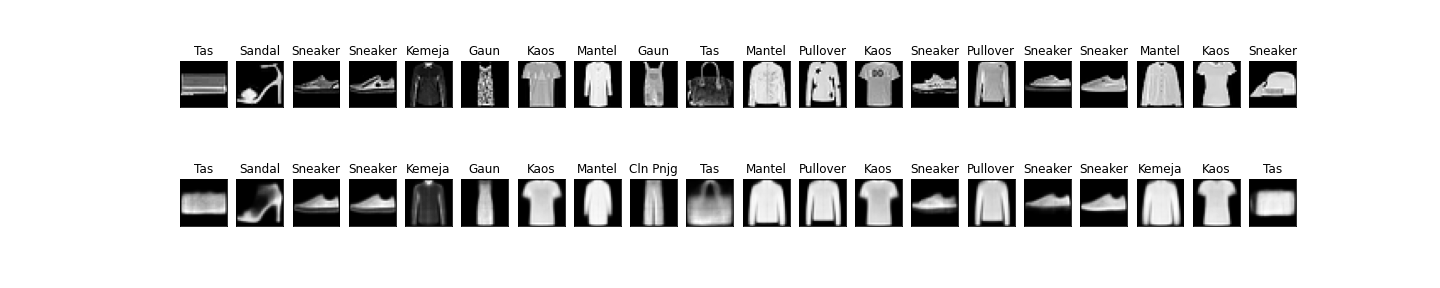 Tas Sandal Sneaker Sneaker Kemeja Gaun Kaos Mantel Gaun Tas Mantel Pullover Kaos Sneaker Pullover Sneaker Sneaker Mantel Kaos Sneaker
Tas Sandal Sneaker Sneaker Kemeja Gaun Kaos Mantel Cln Pnjg Tas Mantel Pullover Kaos Sneaker Pullover Sneaker Sneaker Kemeja Kaos Tas